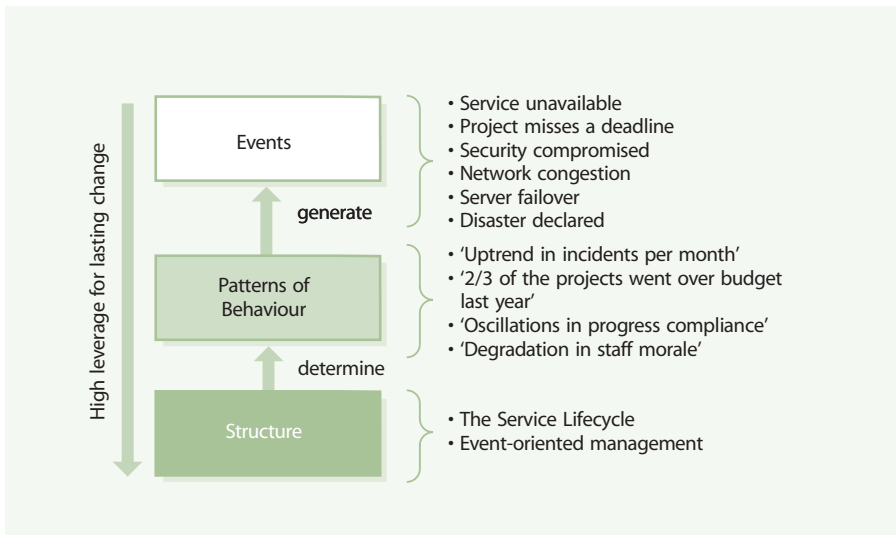 High leverage for lasting change
Events
• Service unavailable
• Project misses a deadline
• Security compromised
• Network congestion
• Server failover
• Disaster declared
generate
Patterns of
Behaviour
• ‘Uptrend in incidents per month’
• ‘2/3 of the projects went over budget
last year’
• ‘Oscillations in progress compliance’
• ‘Degradation in staff morale’
determine
Structure
• The Service Lifecycle
• Event-oriented management